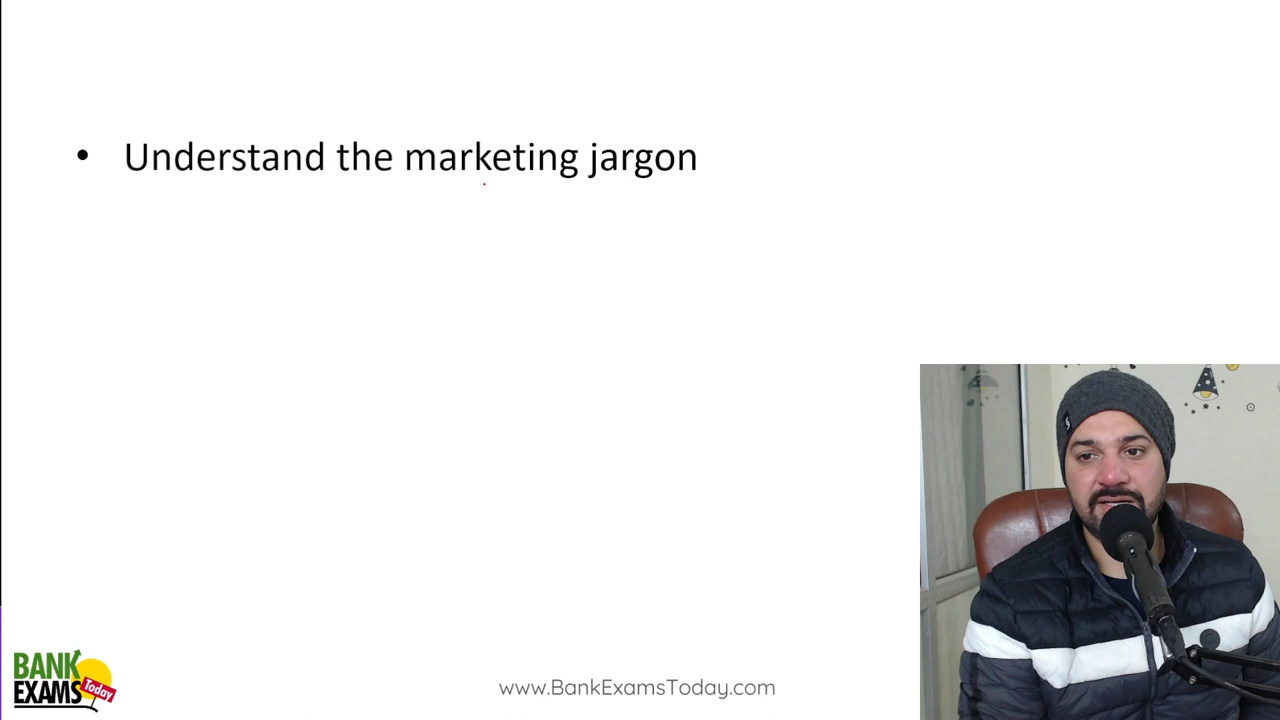 • Understand the marketing jargon
BANK
EXAMS
Today
www.BankExamsToday.com